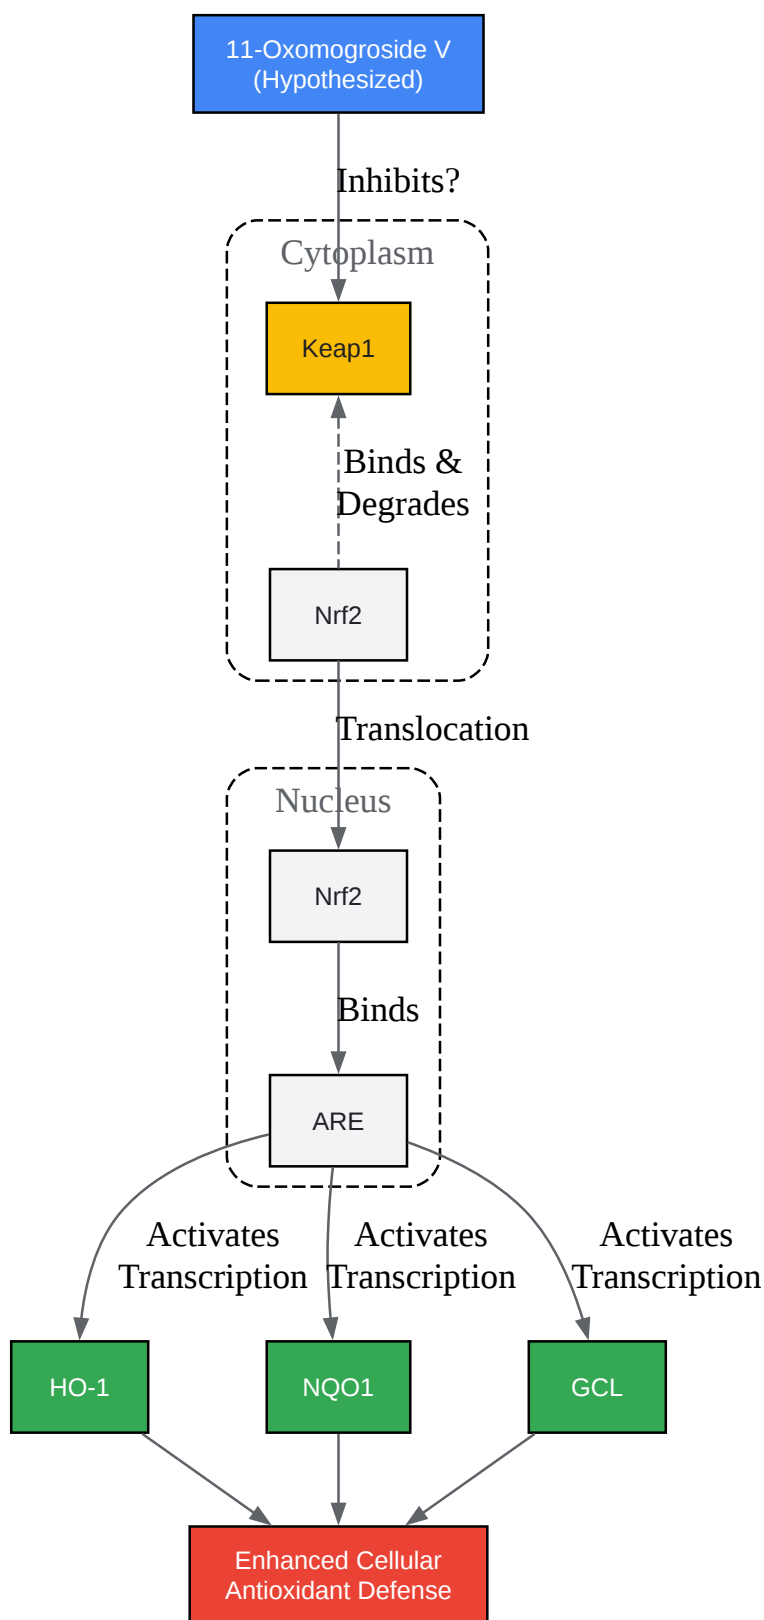 11-Oxomogroside V
(Hypothesized)
Inhibits?
Cytoplasm
Keap1
Binds &
Degrades
Nrf2
Translocation
Nucleus
Nrf2
Binds
ARE
Activates
Transcription
Activates
Transcription
Activates
Transcription
HO-1
NQO1
GCL
Enhanced Cellular
Antioxidant Defense